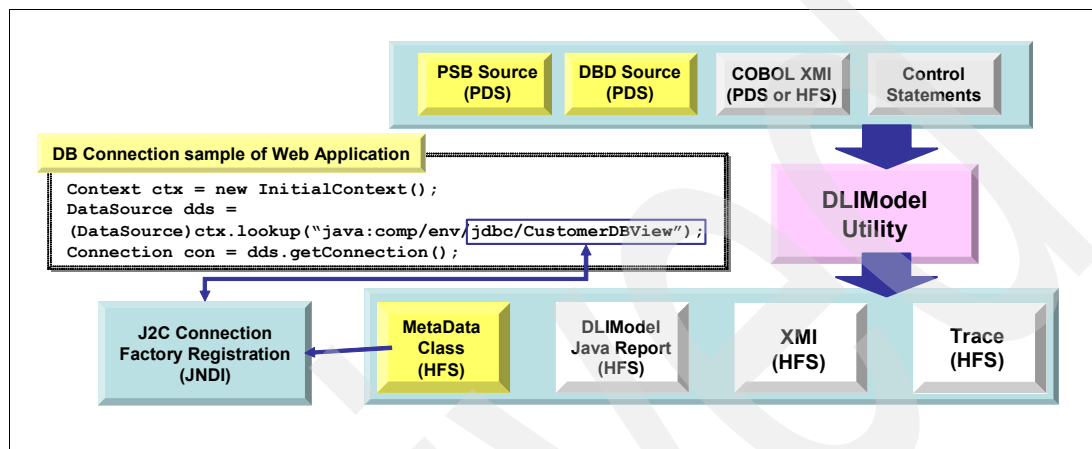 PSB Source
(PDS)
DBD Source
(PDS)
COBOL XMI
(PDS or HFS)
Control
Statements
DB Connection sample of Web Application
Context ctx = new InitialContext();
DataSource dds =
(DataSource)ctx.lookup(“java:comp/env/jdbc/CustomerDBView”);
Connection con = dds.getConnection();
DLIModel
Utility
J2C Connection
Factory Registration
(JNDI)
MetaData
Class
(HFS)
DLIModel
Java Report
(HFS)
XMI
(HFS)
Trace
(HFS)